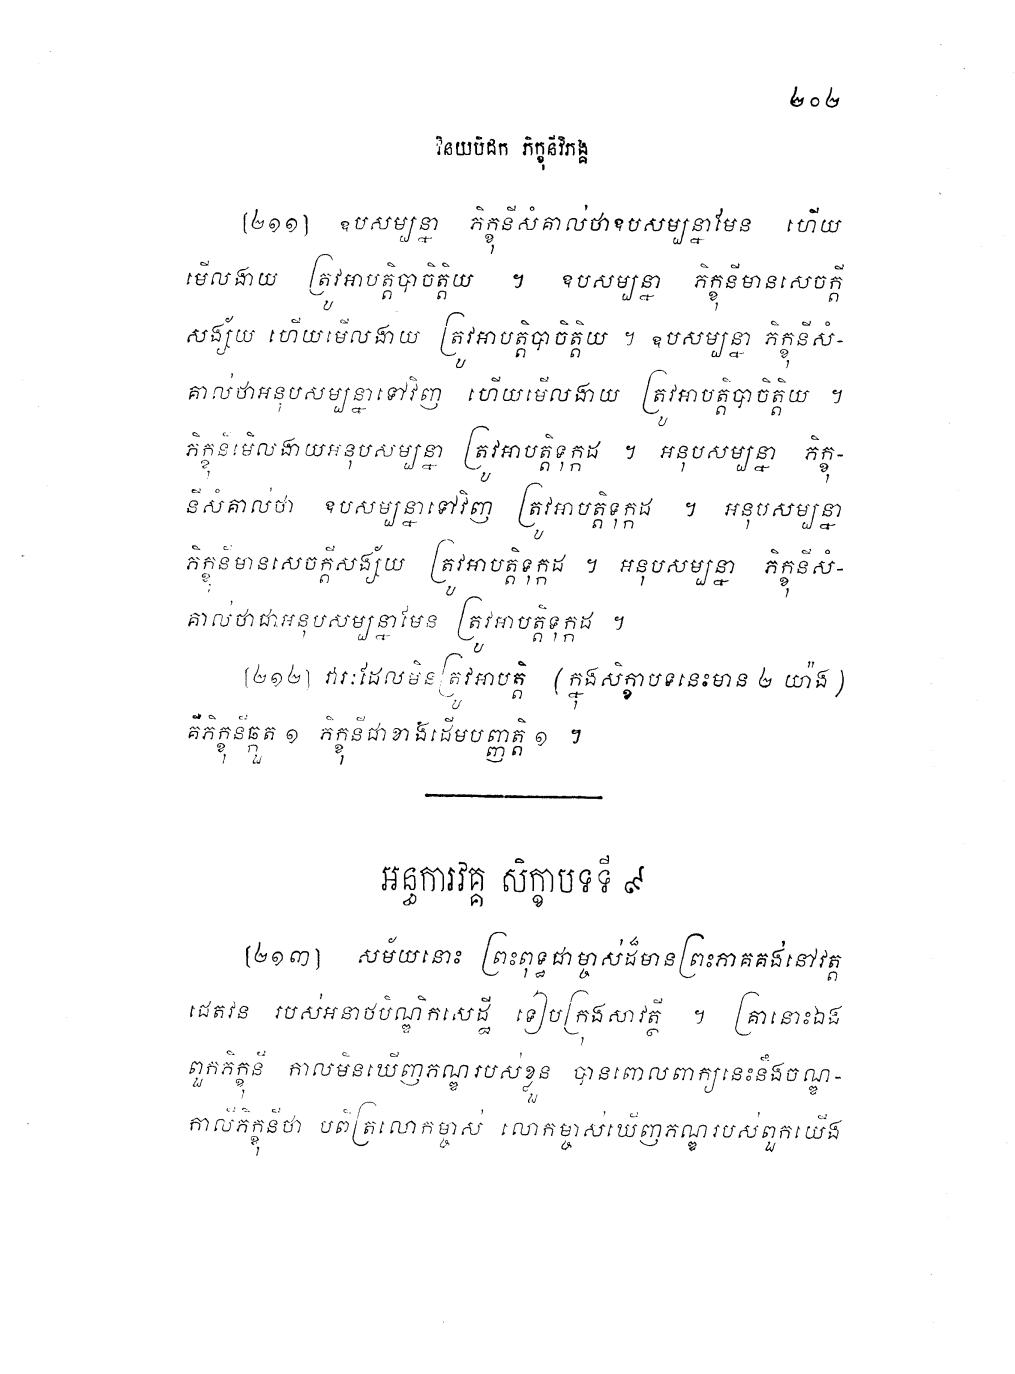 ២០២
វិនយបិដក ភិក្ខុនីវិភង្គ
[២១១] ឧបសម្បន្នា ភិក្ខុនីសំគាល់ថាឧបសម្បន្នាមែន ហើយ
មើលងាយ ត្រូវអាបត្តិបាចិត្តិយ ។ ឧបសម្បន្នា ភិក្ខុនីមានសេចក្តី
សង្ស័យ ហើយមើលងាយ ត្រូវអាបត្តិបាចិត្តិយ ។ ឧបសម្បន្នា ភិក្ខុនីសំ-
គាល់ថាអនុបសម្បន្នាទៅវិញ ហើយមើលងាយ ត្រូវអាបត្តិបាចិត្តិយ ។
ភិក្ខុនីមើលងាយអនុបសម្បន្នា ត្រូវអាបត្តិទុក្កដ ។ អនុបសម្បន្នា ភិក្ខុ-
នីសំគាល់ថា ឧបសម្បន្នាទៅវិញ ត្រូវអាបត្តិទុក្កដ ។ អនុបសម្បន្នា
ភិក្ខុនីមានសេចក្តីសង្ស័យ ត្រូវអាបត្តិទុក្កដ ។ អនុបសម្បន្នា ភិក្ខុនីសំ-
គាល់ថាជាអនុបសម្បន្នាមែន ត្រូវអាបត្តិទុក្កដ ។
[២១២] វារៈដែលមិនត្រូវអាបត្តិ (ក្នុងសិក្ខាបទនេះមាន ២ យ៉ាង)
គឺភិក្ខុនីឆ្កួត ១ ភិក្ខុនីជាខាងដើមបញ្ញត្តិ ១ ។
អន្ធការវគ្គ សិក្ខាបទទី ៩
[២១៣] សម័យនោះ ព្រះពុទ្ធជាម្ចាស់ដ៏មានព្រះភាគគង់នៅវត្ត
ជេតវន របស់អនាថបិណ្ឌិកសេដ្ឋី ទៀបក្រុងសាវត្ថី ។ គ្រានោះឯង
ពួកភិក្ខុនី កាលមិនឃើញភណ្ឌរបស់ខ្លួន បានពោលពាក្យនេះនឹងចណ្ឌ-
កាលីភិក្ខុនីថា បពិត្រលោកម្ចាស់ លោកម្ចាស់ឃើញភណ្ឌរបស់ពួកយើង